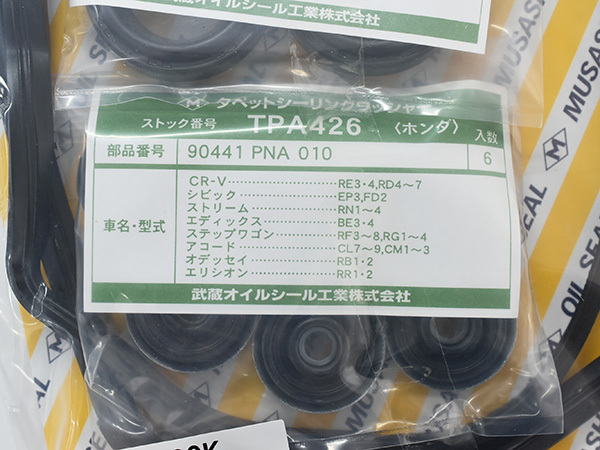 武蔵オイルシール工業株式会社
タペットシーリングワッシャー
ストック番号 TPA426 〈ホンダ〉 入数
部品番号 90441 PNA 010 6
車名・型式
CR-V RE3・4,RD4〜7
シビック EP3,FD2
ストリーム RN1〜4
エディックス BE3・4
ステップワゴン RF3〜8,RG1〜4
アコード CL7〜9,CM1〜3
オデッセイ RB1・2
エリシオン RR1・2
武蔵オイルシール工業株式会社
MUSASHI
OIL SEAL
MUSASHI
OIL SEAL